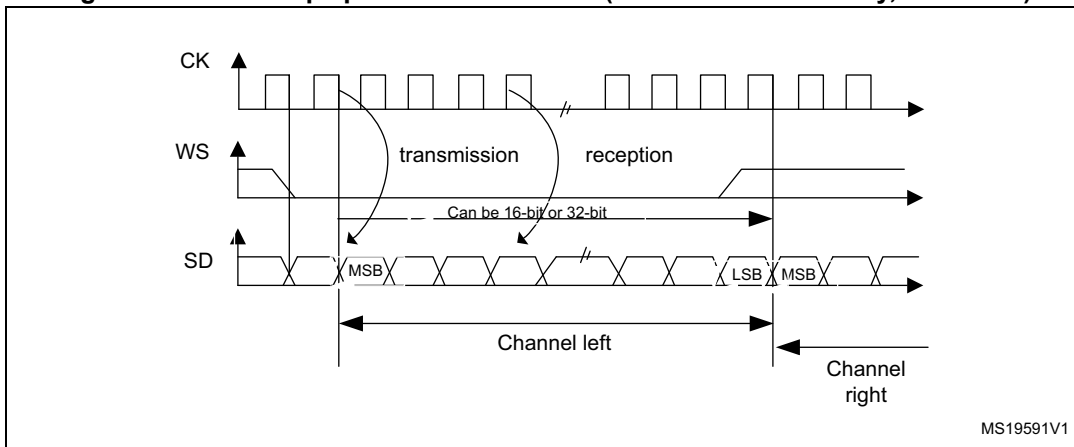 CK
WS
transmission
reception
Can be 16-bit or 32-bit
SD
MSB
LSB
MSB
Channel left
Channel
right
MS19591V1